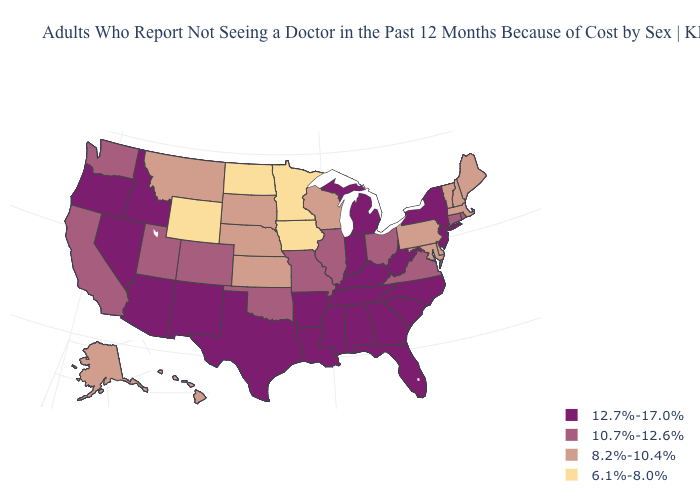 Adults Who Report Not Seeing a Doctor in the Past 12 Months Because of Cost by Sex |
12.7%-17.0%
10.7%-12.6%
8.2%-10.4%
6.1%-8.0%